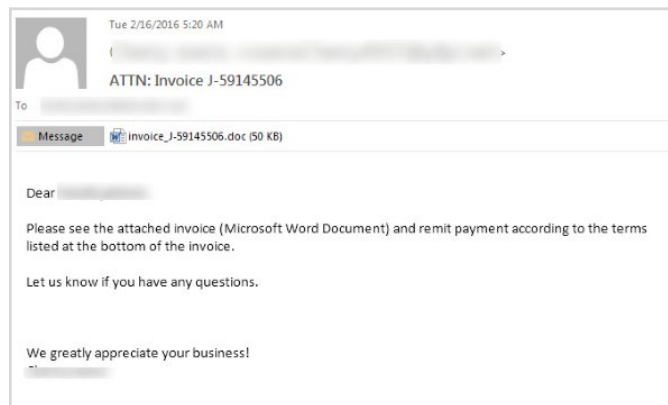 Tue 2/16/2016 5:20 AM
ATTN: Invoice J-59145506
To
Message invoice_J-59145506.doc (50 KB)
Dear
Please see the attached invoice (Microsoft Word Document) and remit payment according to the terms
listed at the bottom of the invoice.
Let us know if you have any questions.
We greatly appreciate your business!